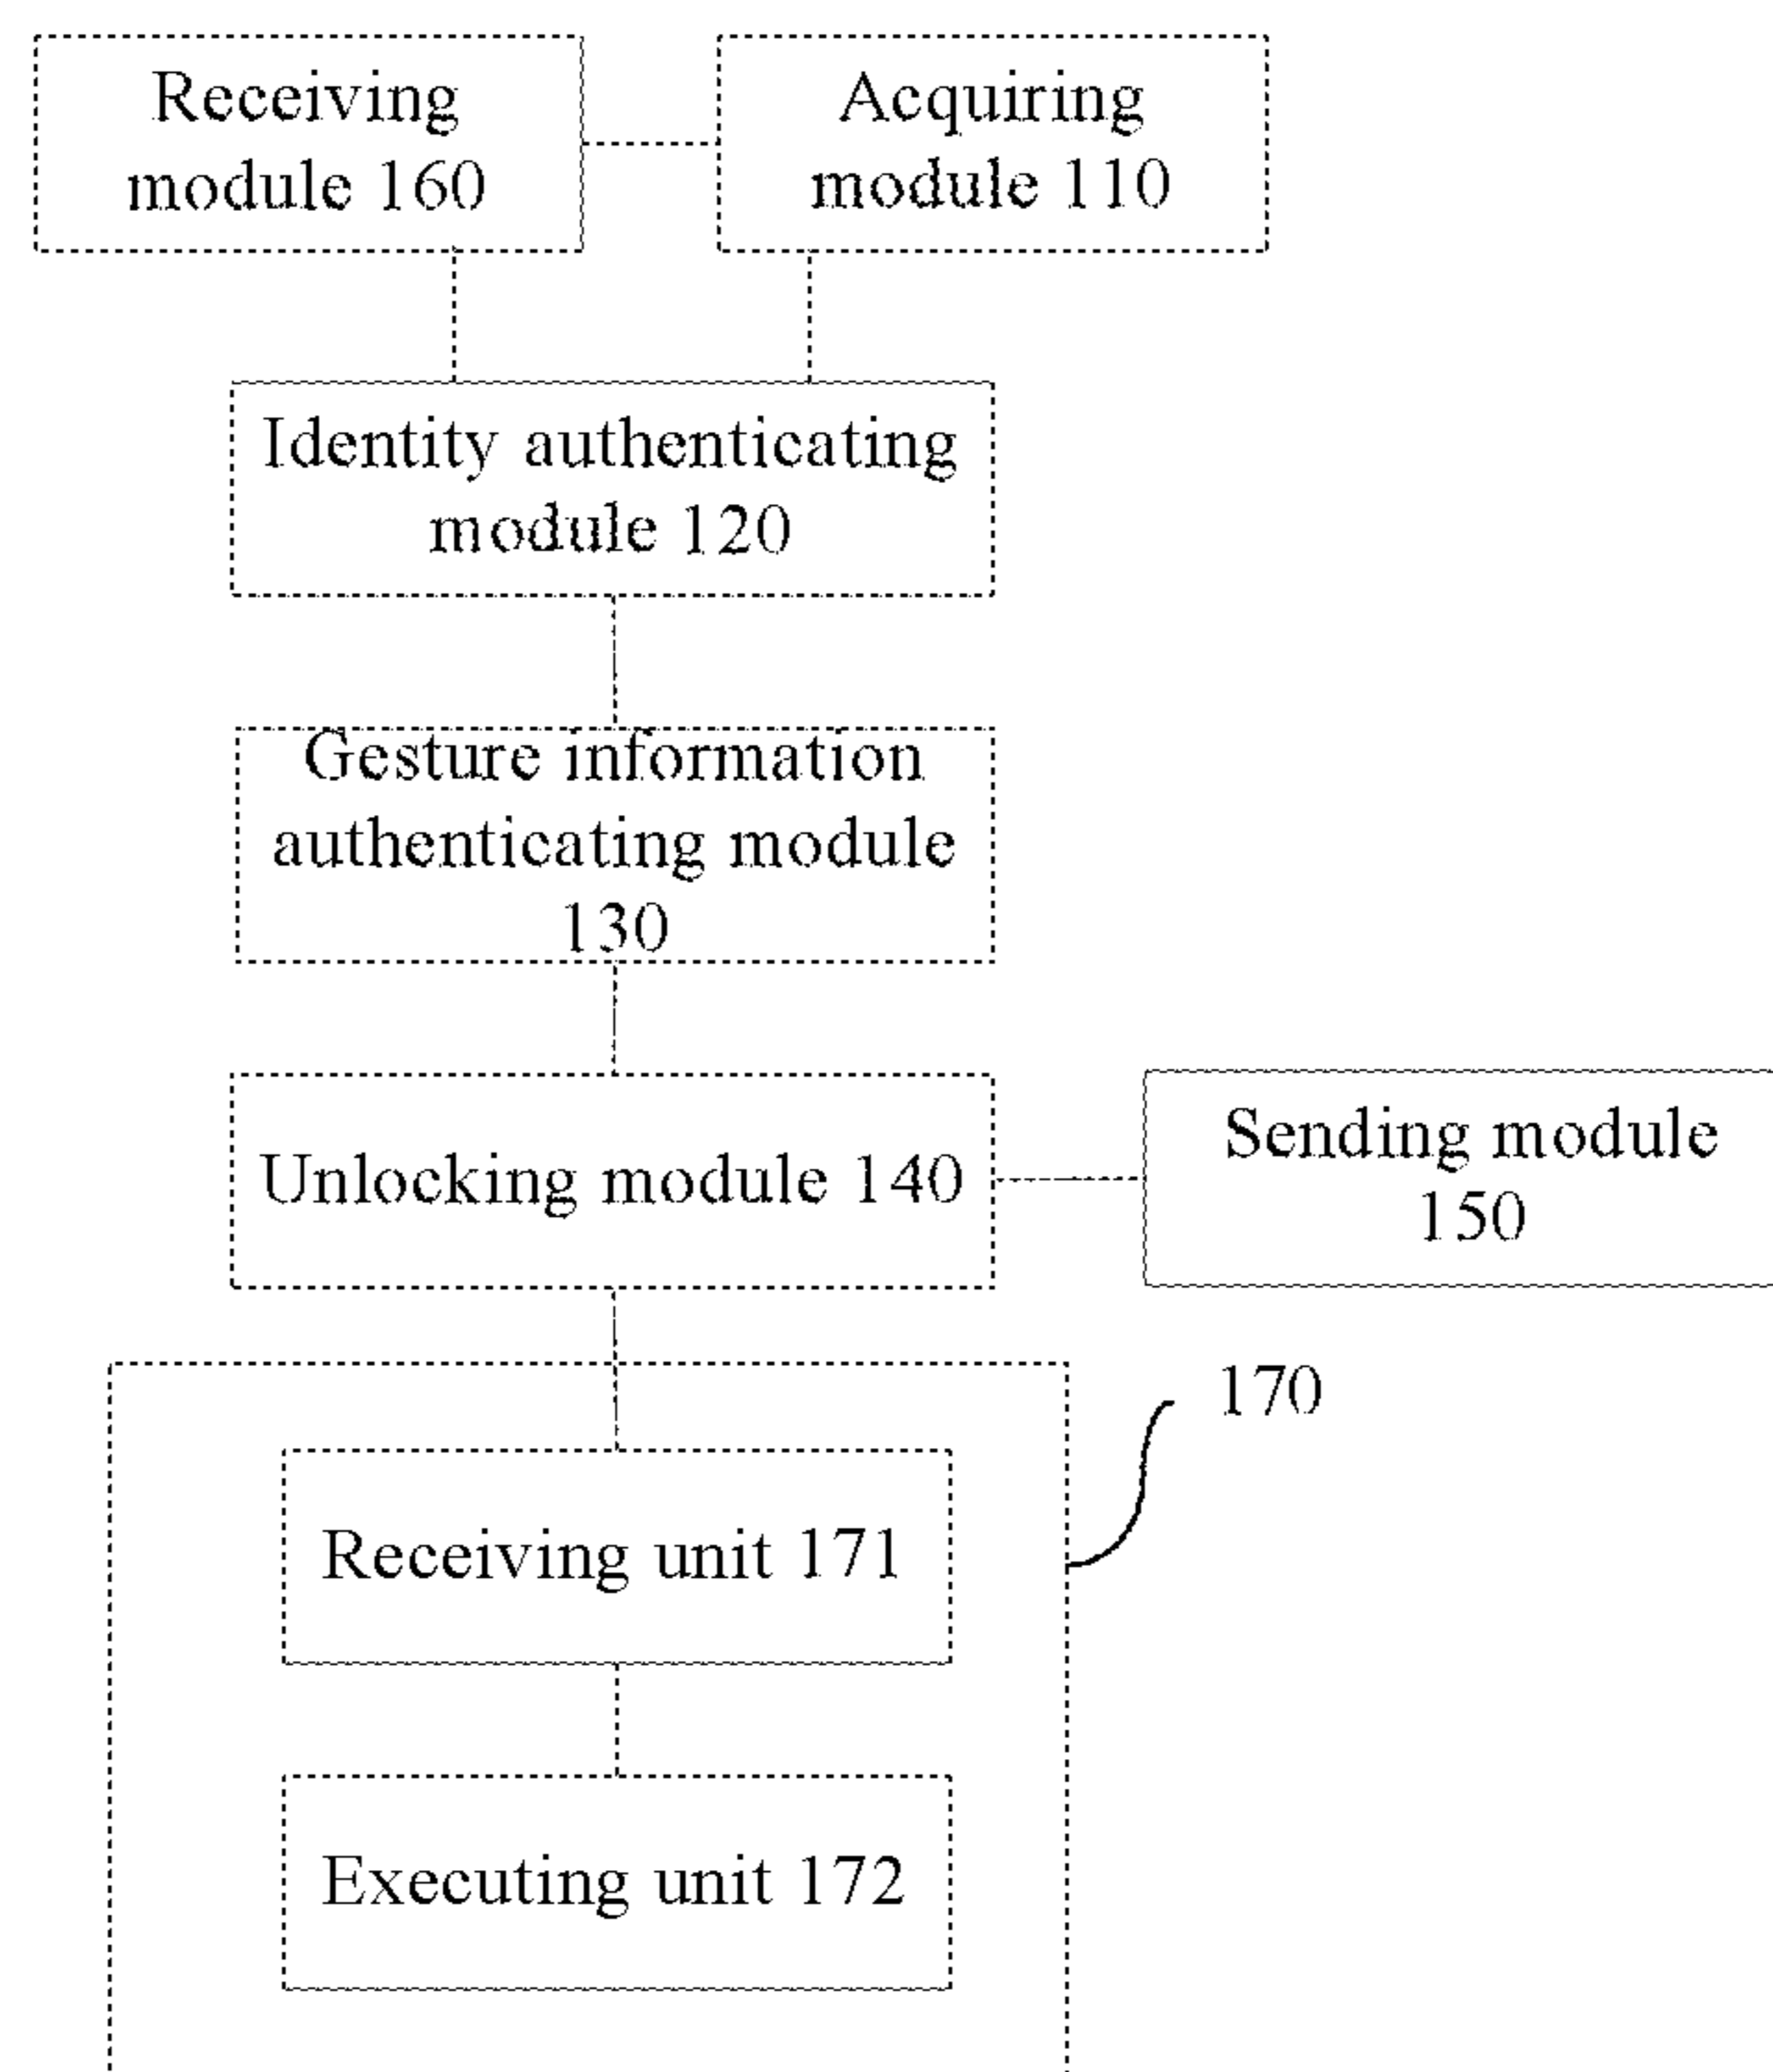 Receiving
module 160
Acquiring
module 110
Identity authenticating
module 120
Gesture information
authenticating module
130
Unlocking module 140
Sending module
150
170
Receiving unit 171
Executing unit 172